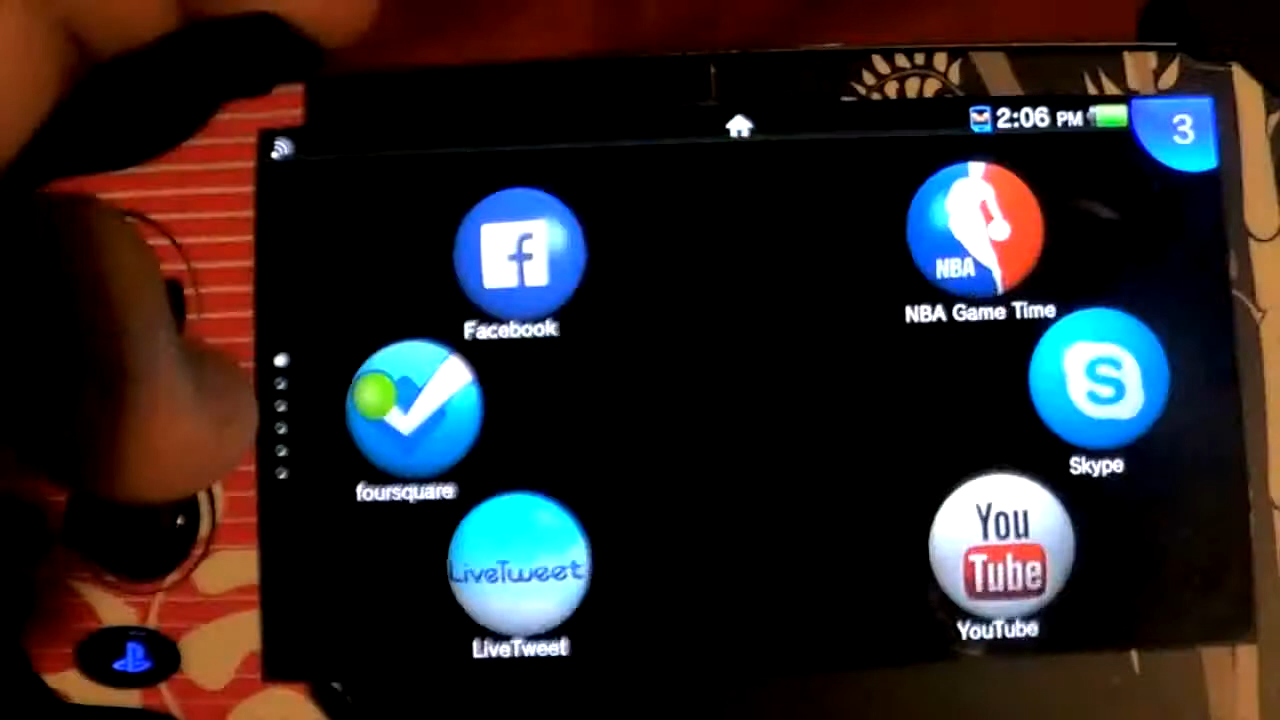 2:06 PM
3
f
Facebook
NBA
NBA Game Time
foursquare
S
Skype
LiveTweet
LiveTweet
You
Tube
YouTube